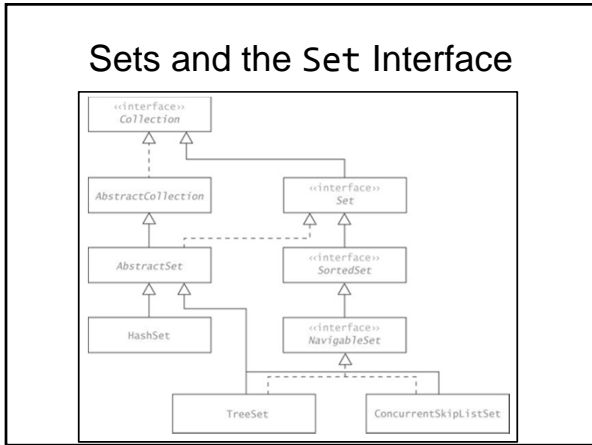 Sets and the Set Interface
«interface»
Collection
AbstractCollection
«interface»
Set
AbstractSet
«interface»
SortedSet
HashSet
«interface»
NavigableSet
TreeSet
ConcurrentSkipListSet